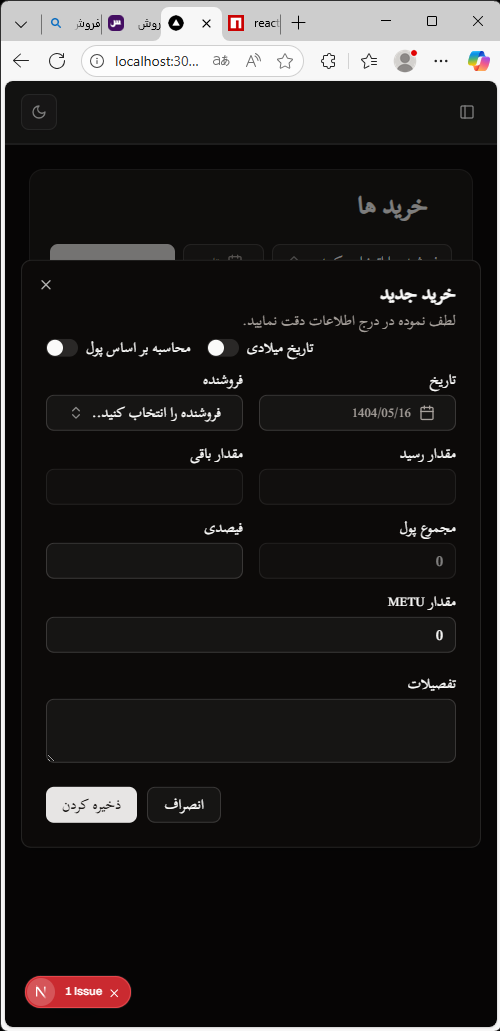 فروش
روش
react
localhost:30...
خرید ها
خرید جدید
لطف نموده در درج اطلاعات دقت نمایید.
تاریخ میلادی
محاسبه بر اساس پول
تاریخ
فروشنده
1404/05/16
فروشنده را انتخاب کنید..
مقدار رسید
مقدار باقی
مجموع پول
فیصدی
0
مقدار METU
0
تفصیلات
انصراف
ذخیره کردن
N 1 Issue